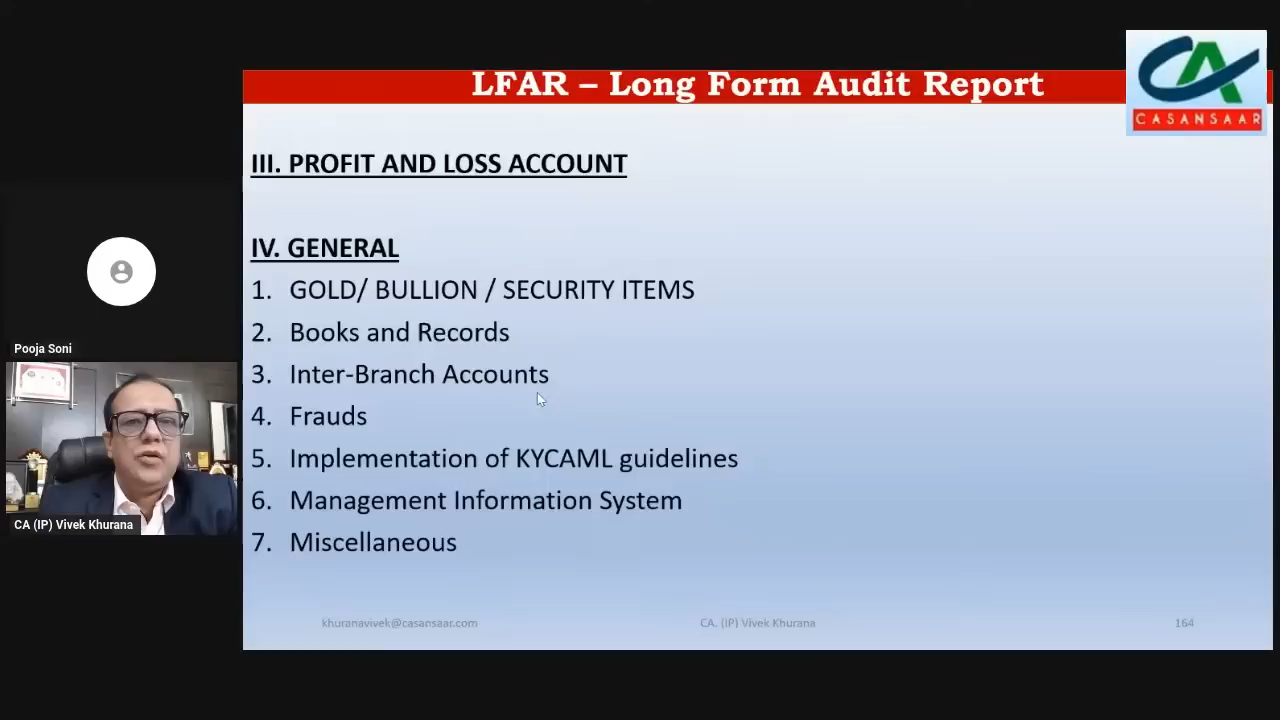 LFAR – Long Form Audit Report
CA
CASANSAAR
III. PROFIT AND LOSS ACCOUNT
IV. GENERAL
1. GOLD/ BULLION / SECURITY ITEMS
2. Books and Records
3. Inter-Branch Accounts
4. Frauds
5. Implementation of KYCAML guidelines
6. Management Information System
7. Miscellaneous
khuranavivek@casansaar.com
CA. (IP) Vivek Khurana
164
Pooja Soni
CA (IP) Vivek Khurana